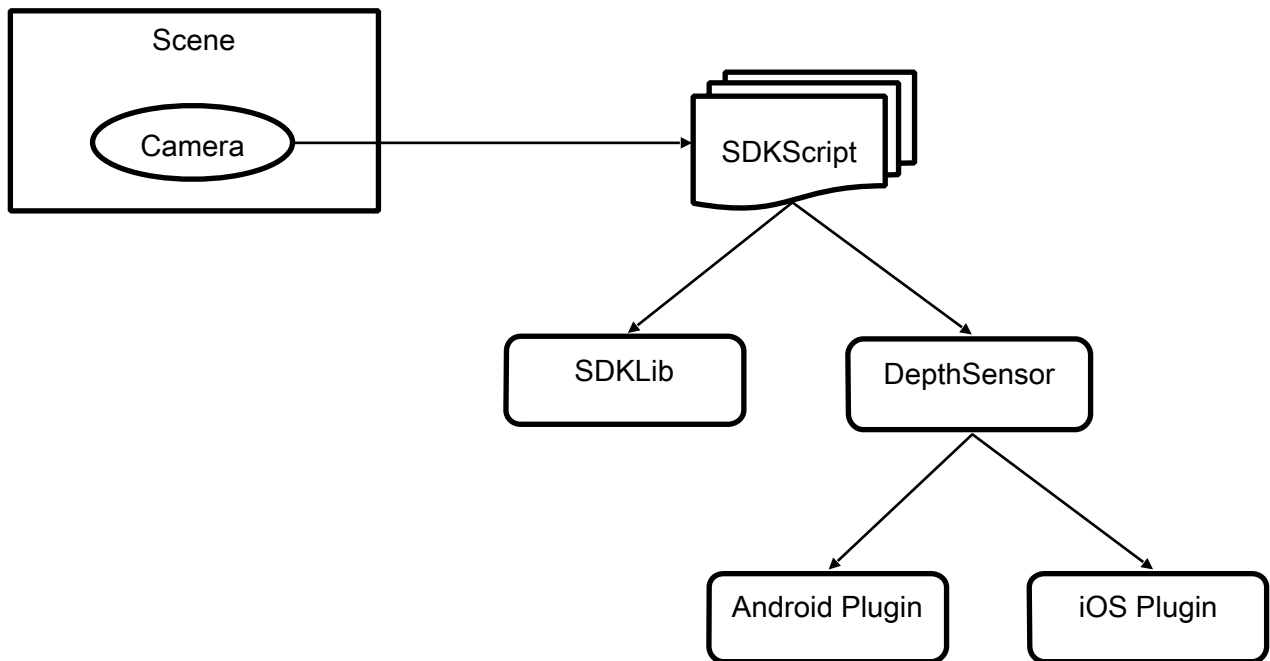 Scene
Camera
SDKScript
SDKLib
DepthSensor
Android Plugin
iOS Plugin